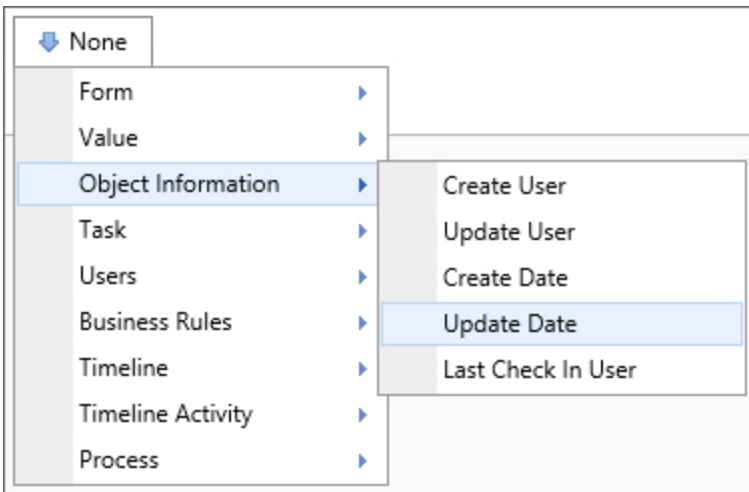 None
Form
Value
Object Information
Task
Users
Business Rules
Timeline
Timeline Activity
Process
Create User
Update User
Create Date
Update Date
Last Check In User